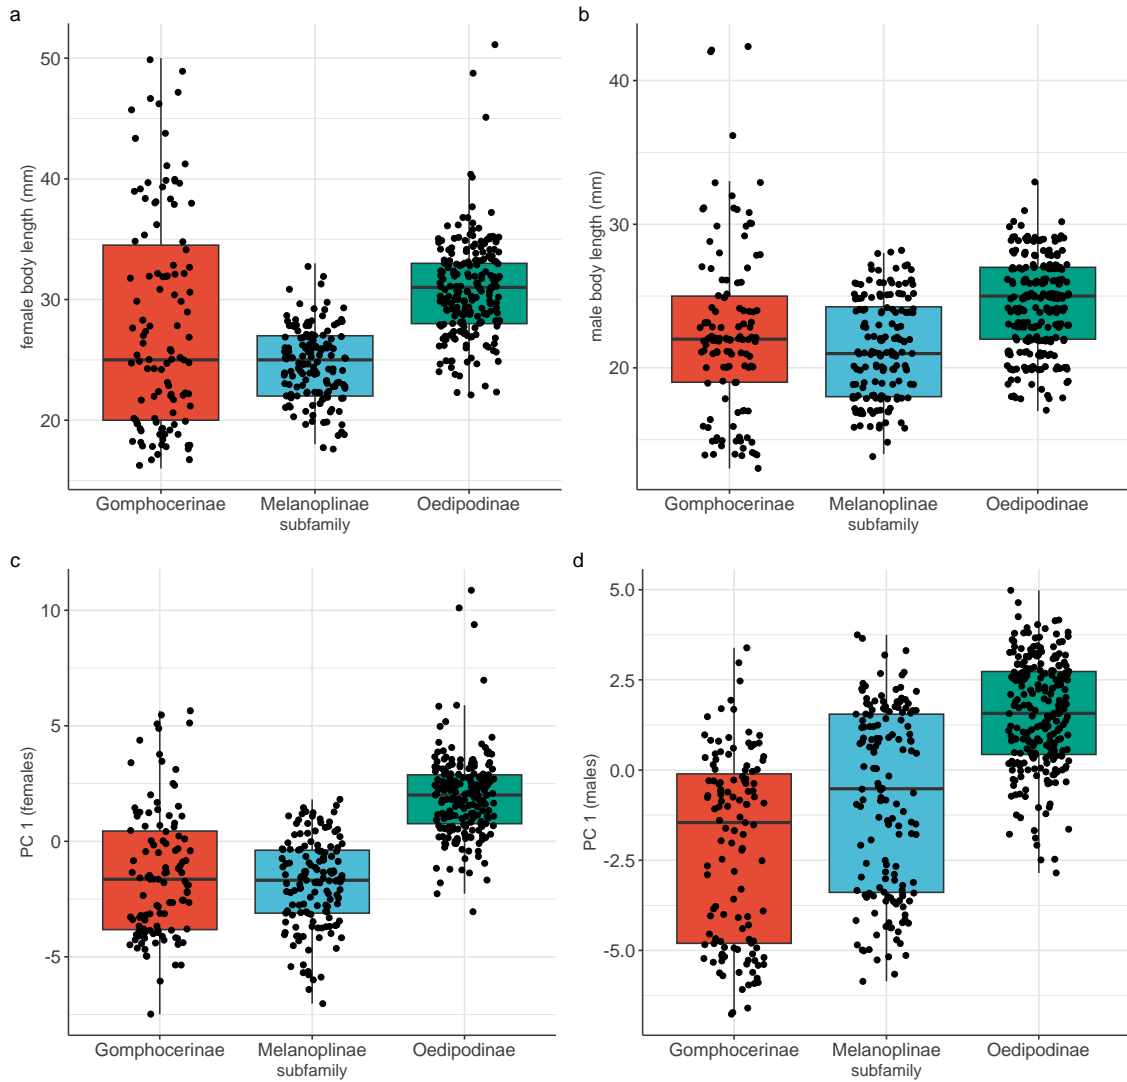 a
50
40
30
20
female body length (mm)
Gomphocerinae Melanoplinae Oedipodinae
subfamily
b
40
30
20
male body length (mm)
Gomphocerinae Melanoplinae Oedipodinae
subfamily
c
10
5
0
-5
PC 1 (females)
Gomphocerinae Melanoplinae Oedipodinae
subfamily
d
5.0
2.5
0.0
-2.5
-5.0
PC 1 (males)
Gomphocerinae Melanoplinae Oedipodinae
subfamily